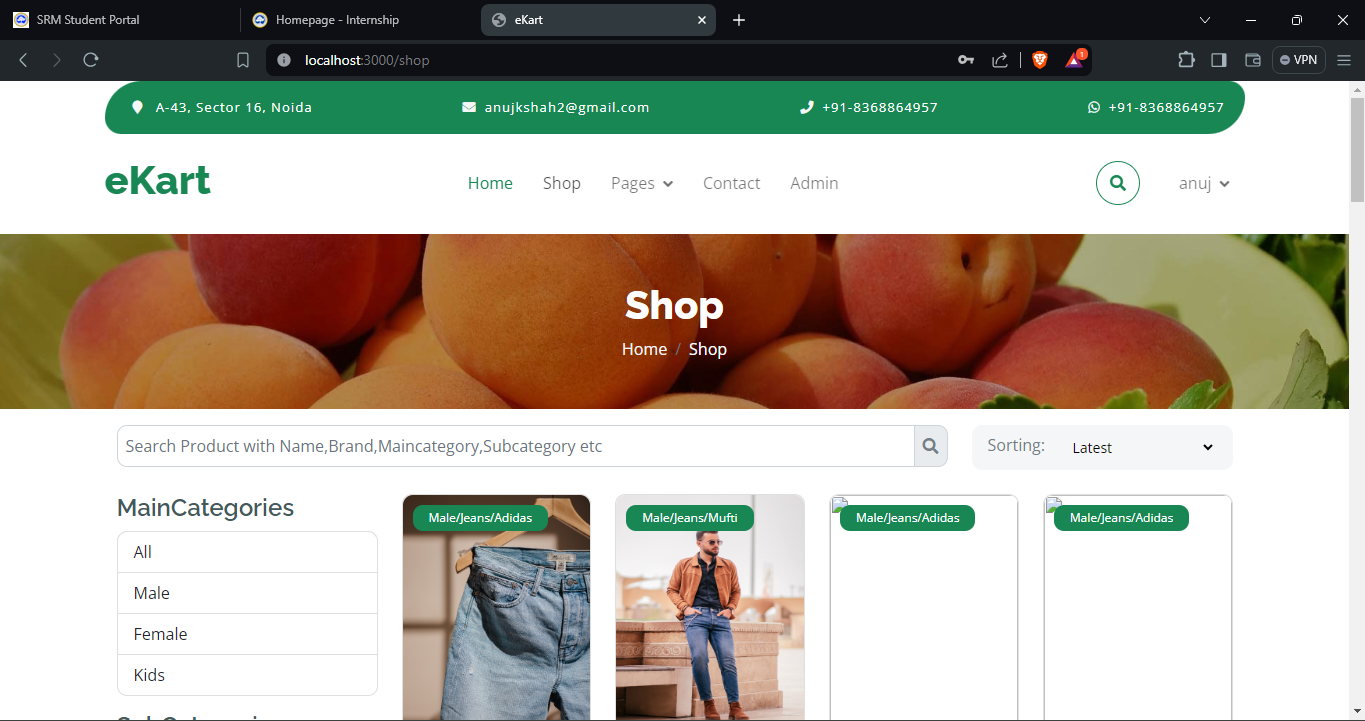 SRM Student Portal
Homepage - Internship
eKart
localhost:3000/shop
1
VPN
A-43, Sector 16, Noida
anujkshah2@gmail.com
+91-8368864957
+91-8368864957
eKart
Home
Shop
Pages
Contact
Admin
anuj
Shop
Home / Shop
Search Product with Name,Brand,Maincategory,Subcategory etc
Sorting:
Latest
MainCategories
All
Male
Female
Kids
Male/Jeans/Adidas
Male/Jeans/Mufti
Male/Jeans/Adidas
Male/Jeans/Adidas